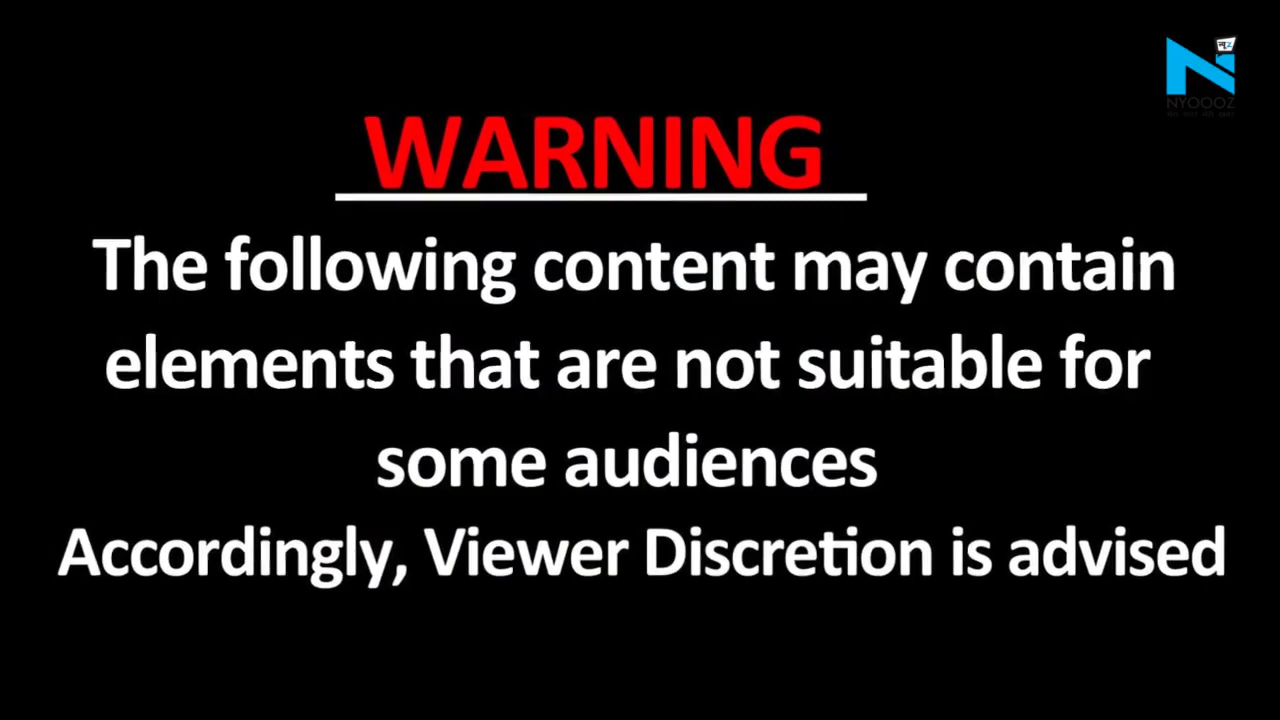 NYOOOZ
WARNING
The following content may contain
elements that are not suitable for
some audiences
Accordingly, Viewer Discretion is advised